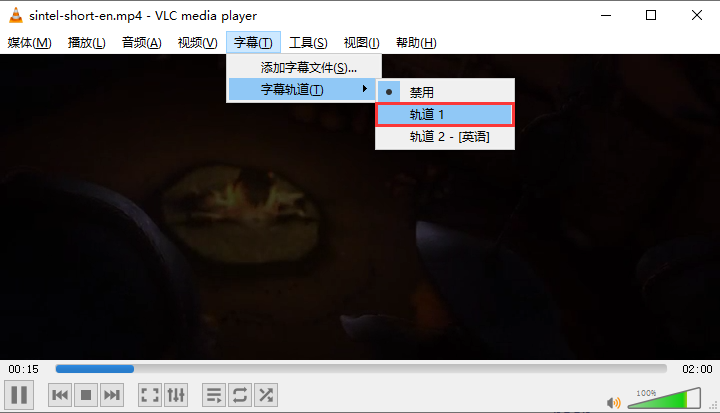 sintel-short-en.mp4 - VLC media player
媒体(M) 播放(L) 音频(A) 视频(V) 字幕(T) 工具(S) 视图(I) 帮助(H)
添加字幕文件(S)...
字幕轨道(T)
禁用
轨道 1
轨道 2 - [英语]
00:15 02:00
100%